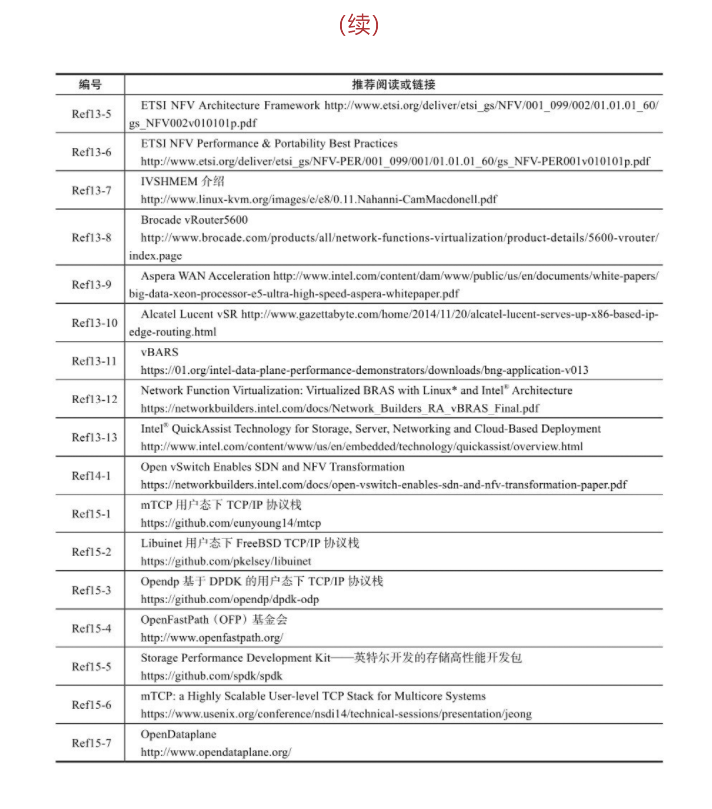 （续）
编号 推荐阅读或链接
Ref13-5 ETSI NFV Architecture Framework http://www.etsi.org/deliver/etsi_gs/NFV/001_099/002/01.01.01_60/
gs_NFV002v010101p.pdf
Ref13-6 ETSI NFV Performance & Portability Best Practices
http://www.etsi.org/deliver/etsi_gs/NFV-PER/001_099/001/01.01.01_60/gs_NFV-PER001v010101p.pdf
Ref13-7 IVSHMEM 介绍
http://www.linux-kvm.org/images/e/e8/0.11.Nahanni-CamMacdonell.pdf
Ref13-8 Brocade vRouter5600
http://www.brocade.com/products/all/network-functions-virtualization/product-details/5600-vrouter/
index.page
Ref13-9 Aspera WAN Acceleration http://www.intel.com/content/dam/www/public/us/en/documents/white-papers/
big-data-xeon-processor-e5-ultra-high-speed-aspera-whitepaper.pdf
Ref13-10 Alcatel Lucent vSR http://www.gazettabyte.com/home/2014/11/20/alcatel-lucent-serves-up-x86-based-ip-
edge-routing.html
Ref13-11 vBARS
https://01.org/intel-data-plane-performance-demonstrators/downloads/bng-application-v013
Ref13-12 Network Function Virtualization: Virtualized BRAS with Linux* and Intel® Architecture
https://networkbuilders.intel.com/docs/Network_Builders_RA_vBRAS_Final.pdf
Ref13-13 Intel® QuickAssist Technology for Storage, Server, Networking and Cloud-Based Deployment
http://www.intel.com/content/www/us/en/embedded/technology/quickassist/overview.html
Ref14-1 Open vSwitch Enables SDN and NFV Transformation
https://networkbuilders.intel.com/docs/open-vswitch-enables-sdn-and-nfv-transformation-paper.pdf
Ref15-1 mTCP 用户态下 TCP/IP 协议栈
https://github.com/eunyoung14/mtcp
Ref15-2 Libuinet 用户态下 FreeBSD TCP/IP 协议栈
https://github.com/pkelsey/libuinet
Ref15-3 Opendp 基于 DPDK 的用户态下 TCP/IP 协议栈
https://github.com/opendp/dpdk-odp
Ref15-4 OpenFastPath（OFP）基金会
http://www.openfastpath.org/
Ref15-5 Storage Performance Development Kit——英特尔开发的存储高性能开发包
https://github.com/spdk/spdk
Ref15-6 mTCP: a Highly Scalable User-level TCP Stack for Multicore Systems
https://www.usenix.org/conference/nsdi14/technical-sessions/presentation/jeong
Ref15-7 OpenDataplane
http://www.opendataplane.org/